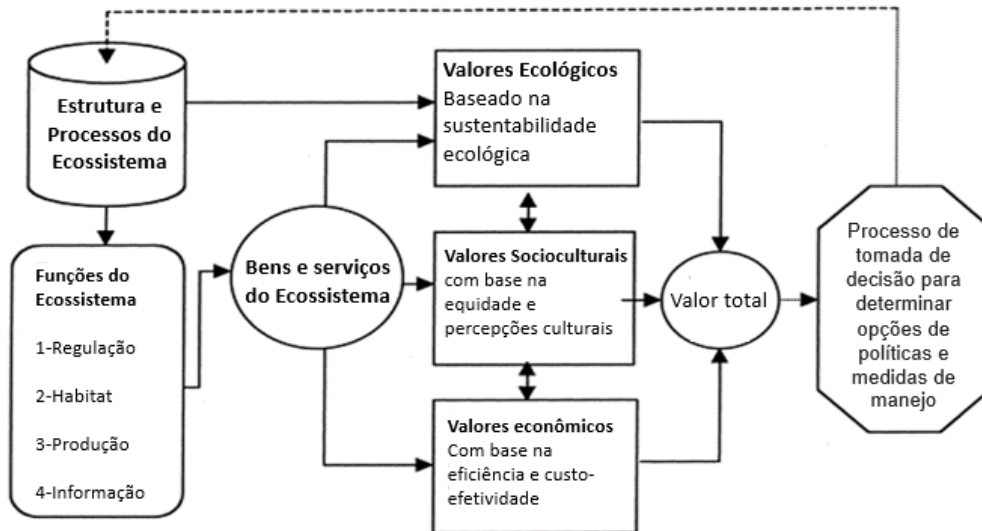 Estrutura e
Processos do
Ecossistema
Funções do
Ecossistema
1-Regulação
2-Habitat
3-Produção
4-Informação
Bens e serviços
do Ecossistema
Valores Ecológicos
Baseado na
sustentabilidade
ecológica
Valores Socioculturais
com base na
equidade e
percepções culturais
Valores econômicos
Com base na
eficiência e custo-
efetividade
Valor total
Processo de
tomada de
decisão para
determinar
opções de
políticas e
medidas de
manejo